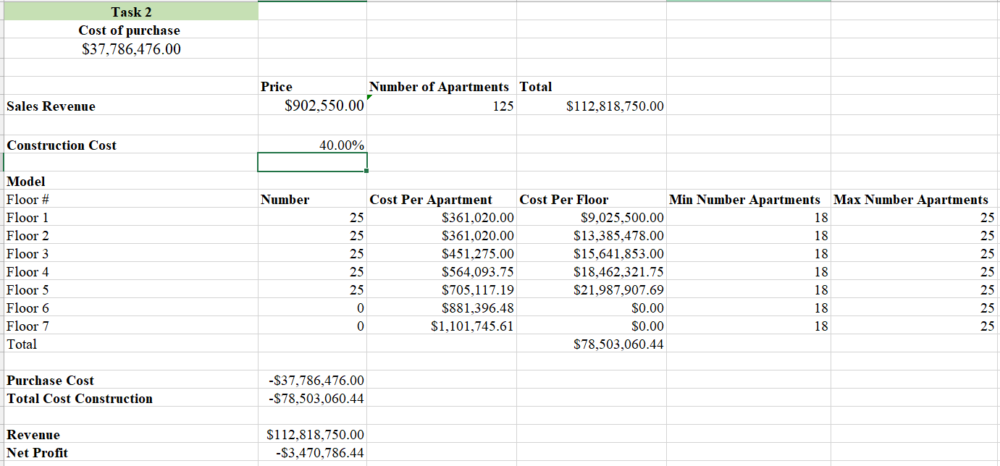 Task 2
Cost of purchase
$37,786,476.00
Price Number of Apartments Total
Sales Revenue $902,550.00 125 $112,818,750.00
Construction Cost 40.00%
Model
Floor # Number Cost Per Apartment Cost Per Floor Min Number Apartments Max Number Apartments
Floor 1 25 $361,020.00 $9,025,500.00 18 25
Floor 2 25 $361,020.00 $13,385,478.00 18 25
Floor 3 25 $451,275.00 $15,641,853.00 18 25
Floor 4 25 $564,093.75 $18,462,321.75 18 25
Floor 5 25 $705,117.19 $21,987,907.69 18 25
Floor 6 0 $881,396.48 $0.00 18 25
Floor 7 0 $1,101,745.61 $0.00 18 25
Total $78,503,060.44
Purchase Cost -$37,786,476.00
Total Cost Construction -$78,503,060.44
Revenue $112,818,750.00
Net Profit -$3,470,786.44